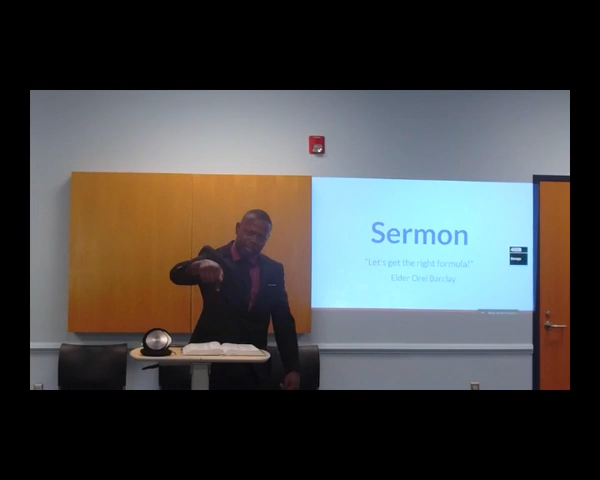 Sermon
"Let's get the right formula!"
Elder Orel Barclay